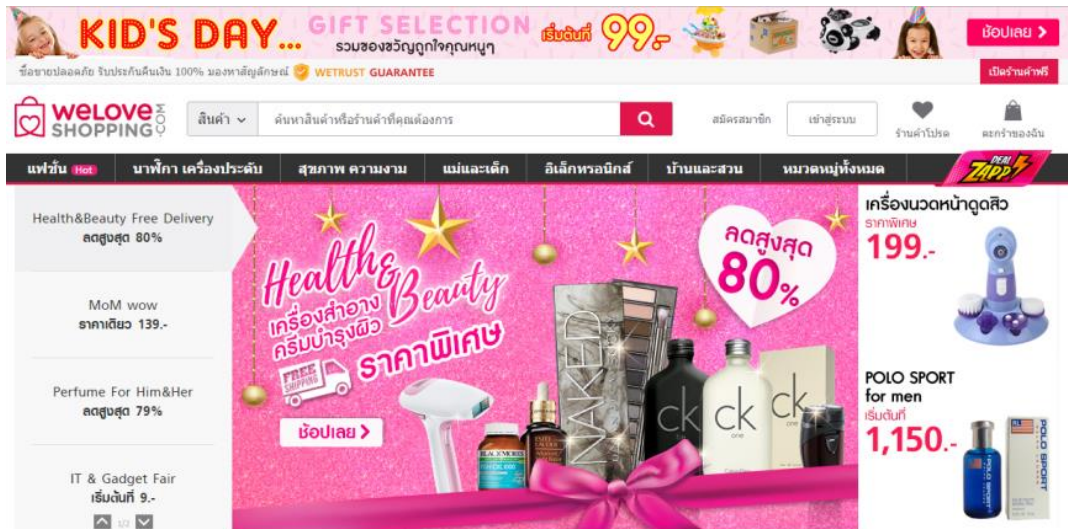 KID'S DAY...
GIFT SELECTION
รวมของขวัญถูกใจคุณหนูๆ
เริ่มต้นที่ 99.-
ช้อปเลย
ซื้อขายปลอดภัย รับประกันคืนเงิน 100% มองหาสัญลักษณ์ WETRUST GUARANTEE
เปิดร้านค้าฟรี
weLOVE
SHOPPING
.COM
สินค้า
ค้นหาสินค้าหรือร้านค้าที่คุณต้องการ
สมัครสมาชิก
เข้าสู่ระบบ
ร้านค้าโปรด
ตะกร้าของฉัน
แฟชั่น Hot
นาฬิกา เครื่องประดับ
สุขภาพ ความงาม
แม่และเด็ก
อิเล็กทรอนิกส์
บ้านและสวน
หมวดหมู่ทั้งหมด
DEAL
ZAPP!
Health&Beauty Free Delivery
ลดสูงสุด 80%
MoM wow
ราคาเดียว 139.-
Perfume For Him&Her
ลดสูงสุด 79%
IT & Gadget Fair
เริ่มต้นที่ 9.-
1/2
Health&
Beauty
เครื่องสำอาง
ครีมบำรุงผิว
ราคาพิเศษ
FREE
SHIPPING
ช้อปเลย
ลดสูงสุด
80%
BLACKMORES
NAKED
ck
ck
one
ck
one
เครื่องนวดหน้าดูดสิว
ราคาพิเศษ
199.-
POLO SPORT
for men
เริ่มต้นที่
1,150.-
RL
POLO SPORT
POLO SPORT